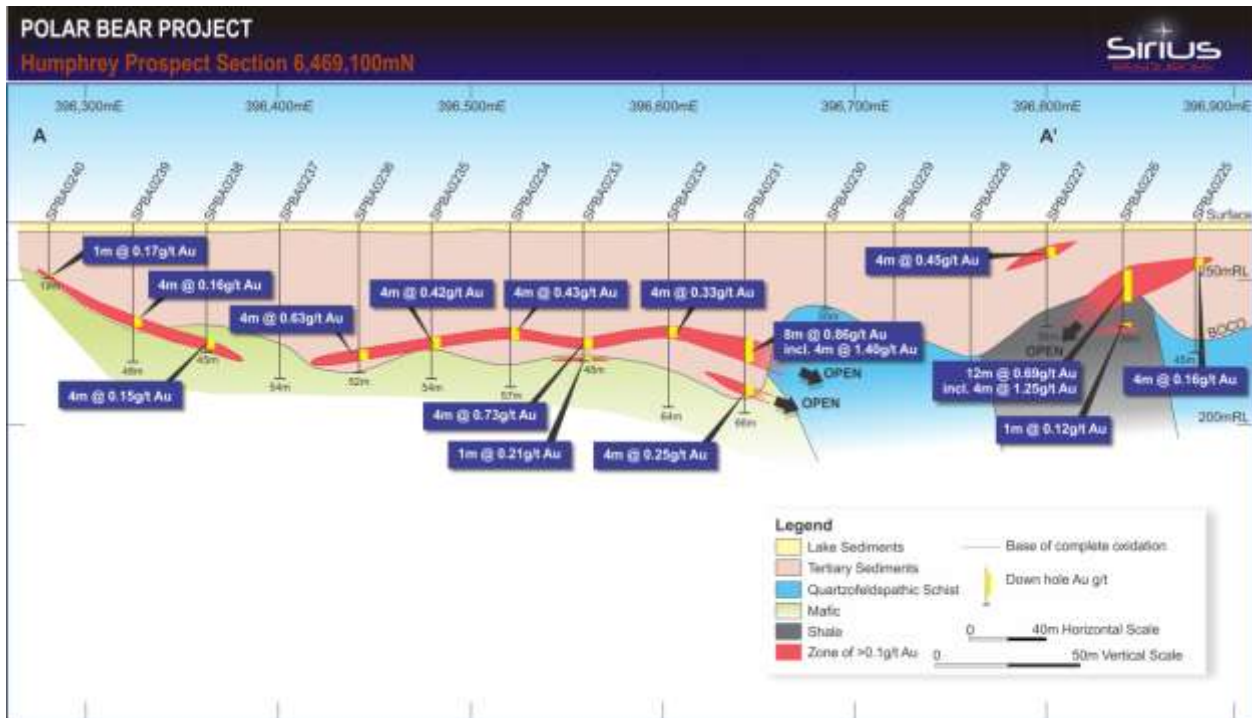 POLAR BEAR PROJECT
Humphrey Prospect Section 6,469,100mN
Sirius
396,300mE
396,400mE
396,500mE
396,600mE
396,700mE
396,800mE
396,900mE
A
A'
SPBA0240
SPBA0239
SPBA0238
SPBA0237
SPBA0236
SPBA0235
SPBA0234
SPBA0233
SPBA0232
SPBA0231
SPBA0230
SPBA0229
SPBA0228
SPBA0227
SPBA0226
SPBA0225
Surface
1m @ 0.17g/t Au
4m @ 0.16g/t Au
4m @ 0.63g/t Au
4m @ 0.42g/t Au
4m @ 0.43g/t Au
4m @ 0.33g/t Au
4m @ 0.45g/t Au
250mRL
BOCO
8m @ 0.86g/t Au
incl. 4m @ 1.40g/t Au
OPEN
OPEN
OPEN
45m
52m
54m
54m
57m
64m
45m
4m @ 0.15g/t Au
4m @ 0.73g/t Au
1m @ 0.21g/t Au
4m @ 0.25g/t Au
12m @ 0.69g/t Au
incl. 4m @ 1.25g/t Au
4m @ 0.16g/t Au
1m @ 0.12g/t Au
200mRL
Legend
Lake Sediments
Tertiary Sediments
Quartzofeldspathic Schist
Mafic
Shale
Zone of >0.1g/t Au
Base of complete oxidation
Down hole Au g/t
0 40m Horizontal Scale
0 50m Vertical Scale